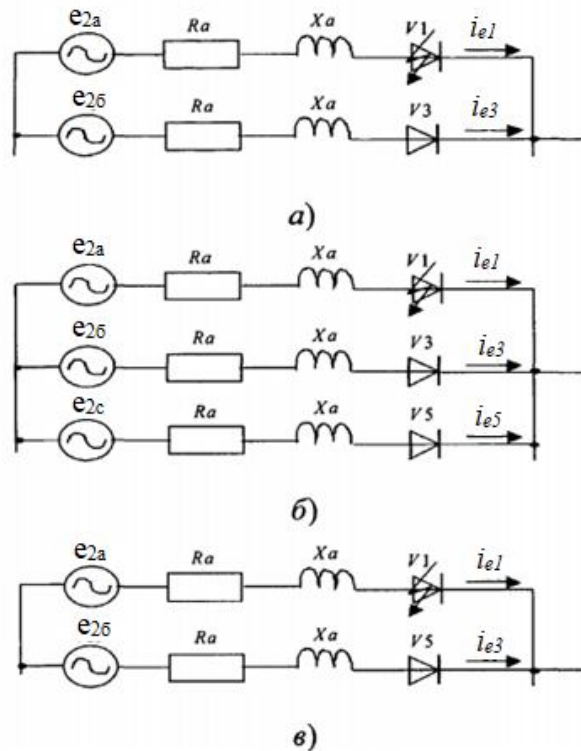 e2a Ra Xa V1 ie1
e2б Ra Xa V3 ie3
а)
e2a Ra Xa V1 ie1
e2б Ra Xa V3 ie3
e2c Ra Xa V5 ie5
б)
e2a Ra Xa V1 ie1
e2б Ra Xa V5 ie3
в)